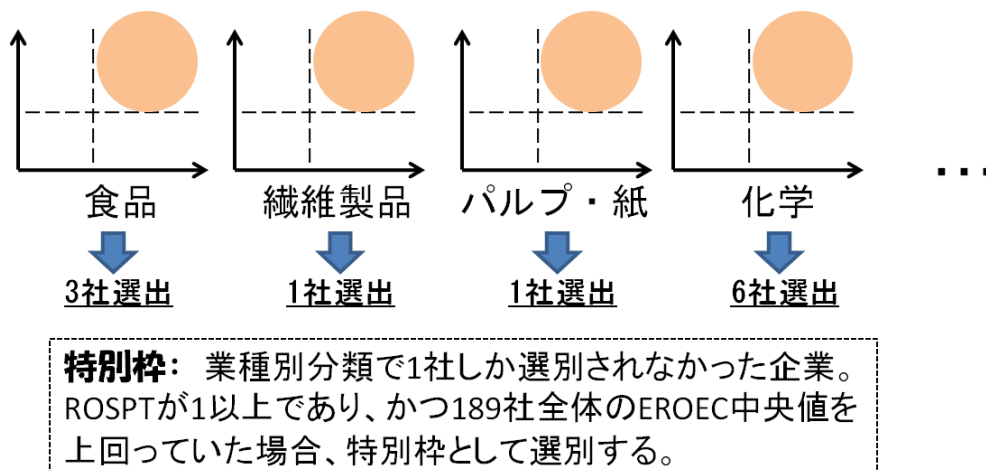 食品
繊維製品
パルプ・紙
化学
…
3社選出
1社選出
1社選出
6社選出
特別枠： 業種別分類で1社しか選別されなかった企業。
ROSPTが1以上であり、かつ189社全体のEROEC中央値を
上回っていた場合、特別枠として選別する。